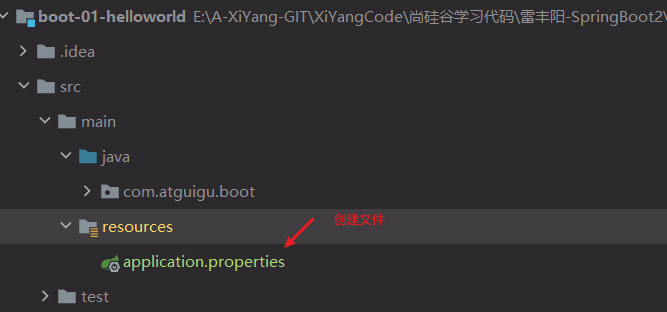 boot-01-helloworld E:\A-XiYang-GIT\XiYangCode\尚硅谷学习代码\雷丰阳-SpringBoot2\
.idea
src
main
java
com.atguigu.boot
resources
创建文件
application.properties
test